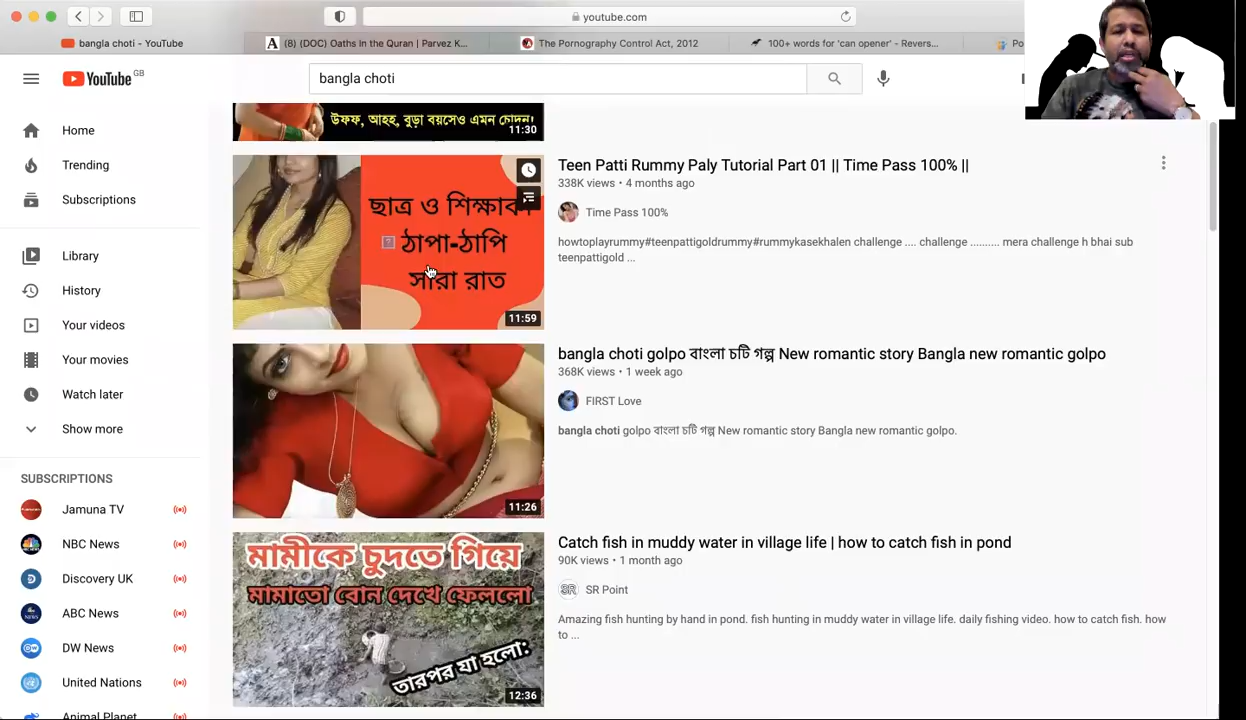 youtube.com
bangla choti - YouTube
(8) (DOC) Oaths in the Quran | Parvez K...
The Pornography Control Act, 2012
100+ words for 'can opener' - Revers...
Po
YouTube GB
bangla choti
Home
Trending
Subscriptions
Library
History
Your videos
Your movies
Watch later
Show more
SUBSCRIPTIONS
Jamuna TV
NBC News
Discovery UK
ABC News
DW News
United Nations
Animal Planet
উফফ, আহহ, বুড়া বয়সেও এমন চোদন!
11:30
ছাত্র ও
ঠাপা-ঠাপি
সারা রাত
11:59
Teen Patti Rummy Paly Tutorial Part 01 || Time Pass 100% ||
338K views • 4 months ago
Time Pass 100%
howtoplayrummy#teenpattigoldrummy#rummykasekhalen challenge .... challenge .......... mera challenge h bhai sub
teenpattigold ...
11:26
bangla choti golpo বাংলা চটি গল্প New romantic story Bangla new romantic golpo
368K views • 1 week ago
FIRST Love
bangla choti golpo বাংলা চটি গল্প New romantic story Bangla new romantic golpo.
মামীকে চুদতে গিয়ে
মামাতো বোন দেখে ফেললো
তারপর যা হলো:
12:36
Catch fish in muddy water in village life | how to catch fish in pond
90K views • 1 month ago
SR Point
Amazing fish hunting by hand in pond. fish hunting in muddy water in village life. daily fishing video. how to catch fish. how
to ...